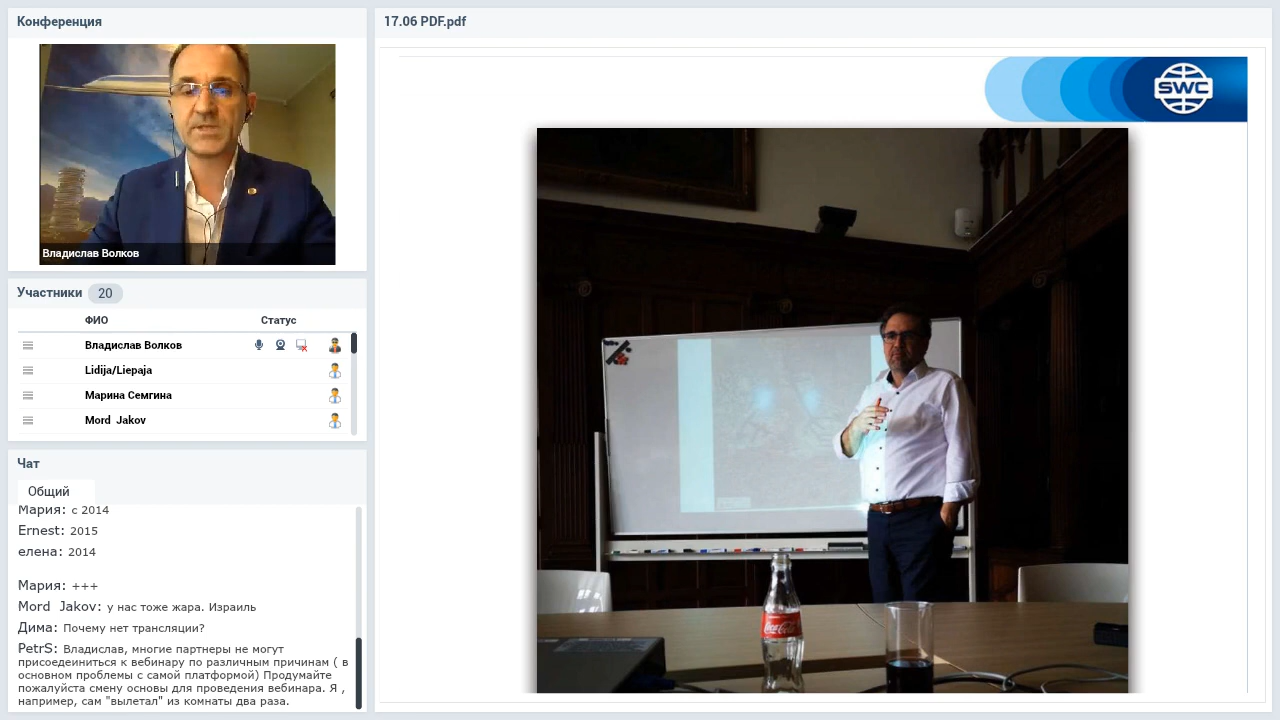 Конференция
Владислав Волков
Участники 20
ФИО Статус
Владислав Волков
Lidija/Liepaja
Марина Семгина
Mord Jakov
Чат
Общий
Мария: с 2014
Ernest: 2015
елена: 2014
Мария: +++
Mord Jakov: у нас тоже жара. Израиль
Дима: Почему нет трансляции?
PetrS: Владислав, многие партнеры не могут
присоедеиниться к вебинару по различным причинам ( в
основном проблемы с самой платформой) Продумайте
пожалуйста смену основы для проведения вебинара. Я ,
например, сам "вылетал" из комнаты два раза.
17.06 PDF.pdf
SWC
Coca-Cola